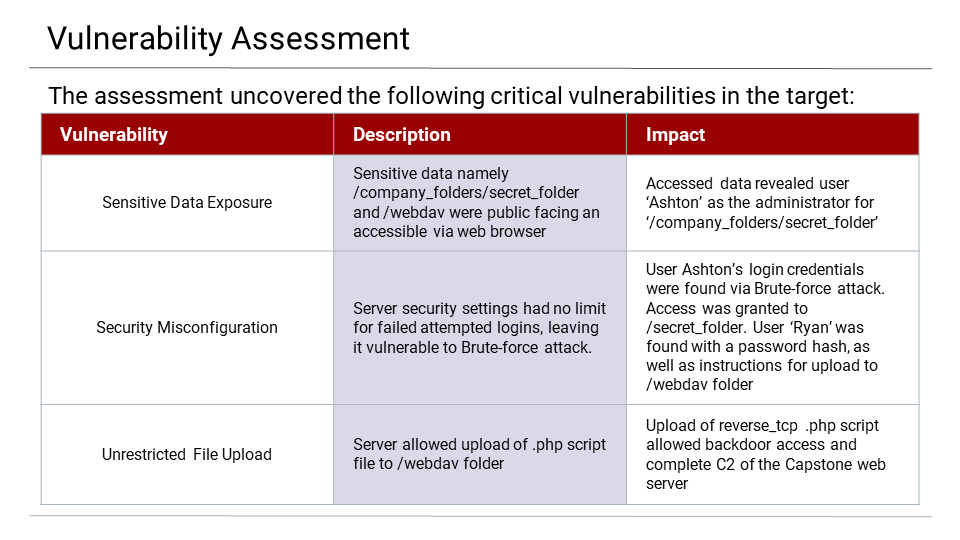 Vulnerability Assessment
The assessment uncovered the following critical vulnerabilities in the target:
Vulnerability
Description
Impact
Sensitive Data Exposure
Sensitive data namely
/company_folders/secret_folder
and /webdav were public facing an
accessible via web browser
Accessed data revealed user
‘Ashton’ as the administrator for
‘/company_folders/secret_folder’
Security Misconfiguration
Server security settings had no limit
for failed attempted logins, leaving
it vulnerable to Brute-force attack.
User Ashton’s login credentials
were found via Brute-force attack.
Access was granted to
/secret_folder. User ‘Ryan’ was
found with a password hash, as
well as instructions for upload to
/webdav folder
Unrestricted File Upload
Server allowed upload of .php script
file to /webdav folder
Upload of reverse_tcp .php script
allowed backdoor access and
complete C2 of the Capstone web
server